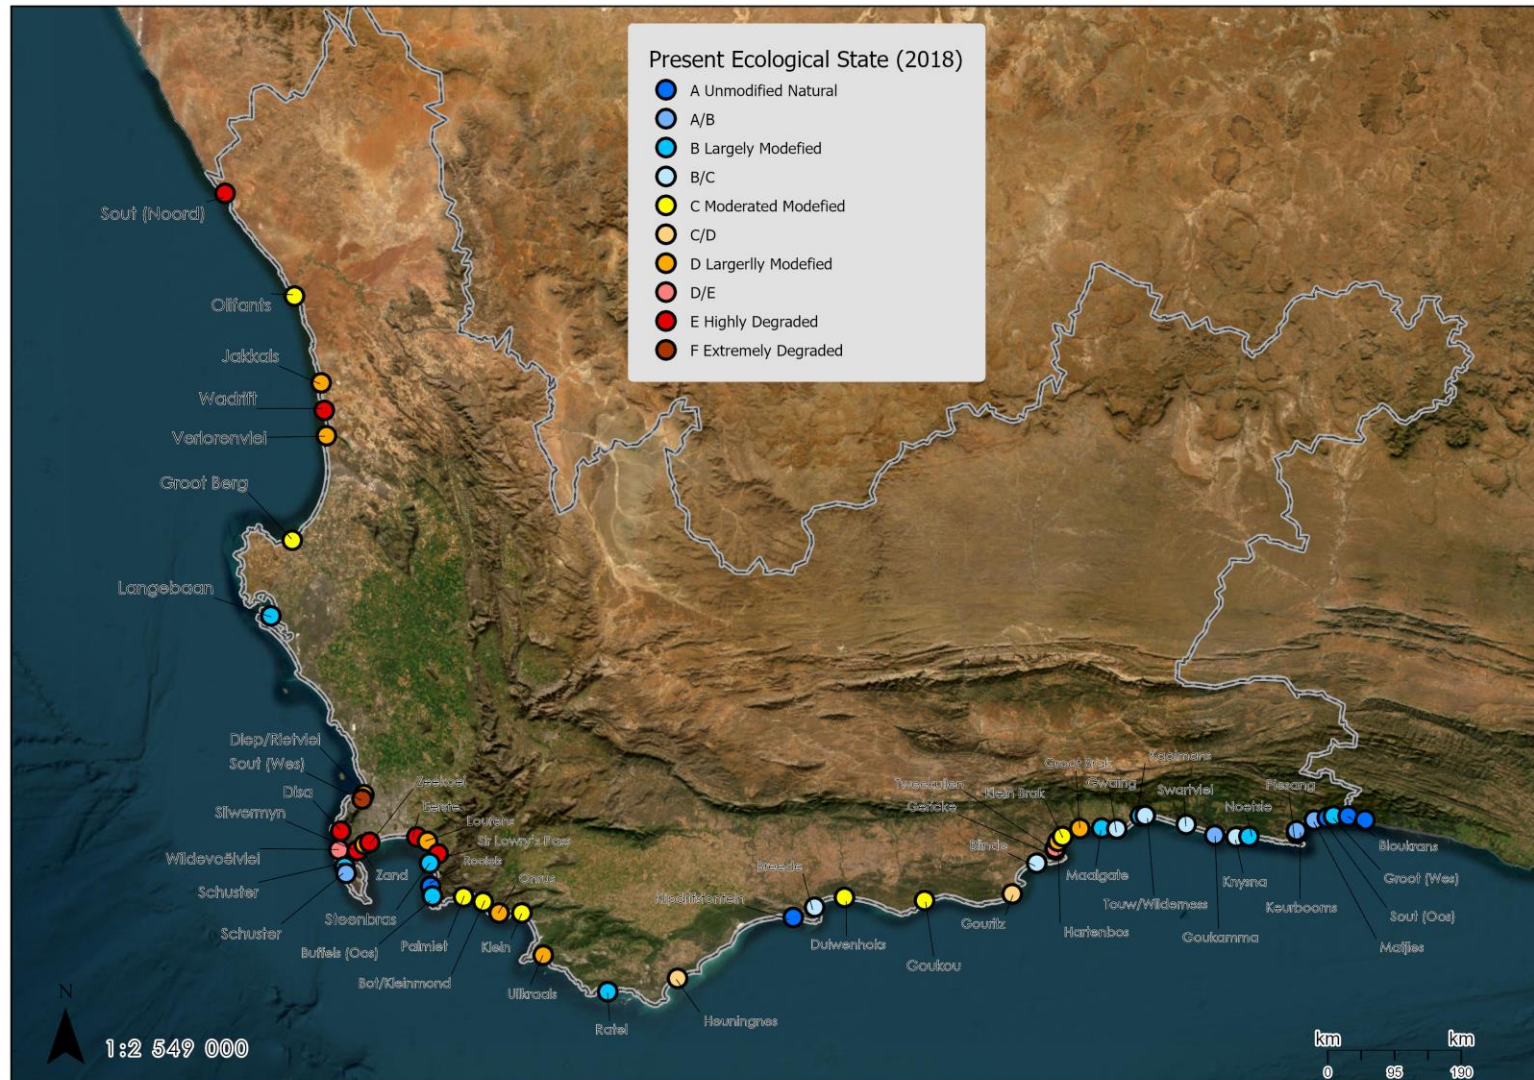 Present Ecological State (2018)
A Unmodified Natural
A/B
B Largely Modefied
B/C
C Moderated Modefied
C/D
D Largerlly Modefied
D/E
E Highly Degraded
F Extremely Degraded
Sout (Noord)
Olifants
Jakkals
Wadrift
Verlorenvlei
Groot Berg
Langebaan
Diep/Rietvlei
Sout (Wes)
Disa
Silwermyn
Wildevoëlvlei
Schuster
Schuster
Zeekoei
Eerste
Lourens
Sir Lowry's Pass
Rooiels
Onrus
Zand
Steenbras
Buffels (Oos)
Palmiet
Bot/Kleinmond
Klein
Uilkraals
Ratel
Heuningnes
Klipdrifsfontein
Breede
Duiwenhoks
Goukou
Gouritz
Blinde
Gericke
Tweekuilen
Klein Brak
Groot Brak
Gwaing
Kaaimans
Swartvlei
Noetsie
Piesang
Hartenbos
Maalgate
Touw/Wilderness
Goukamma
Knysna
Keurbooms
Matjies
Sout (Oos)
Groot (Wes)
Bloukrans
N
1:2 549 000
km km
0 95 190